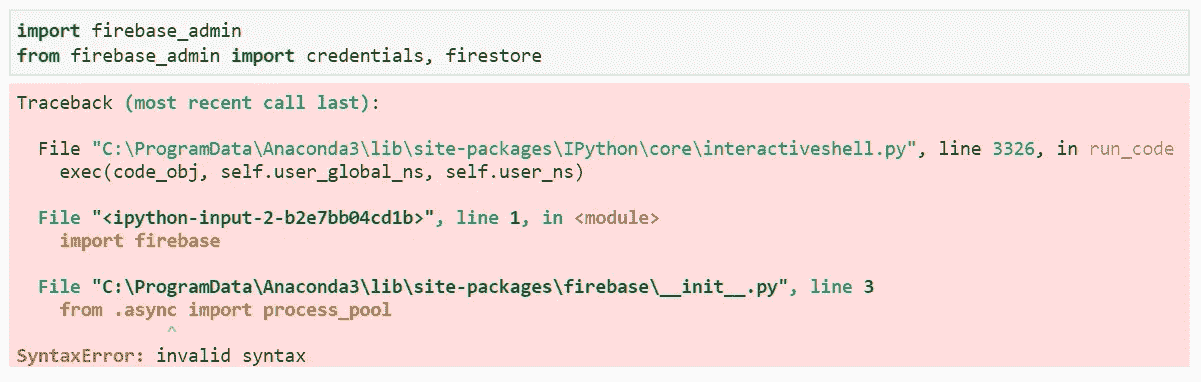 import firebase_admin
from firebase_admin import credentials, firestore
Traceback (most recent call last):
File "C:\ProgramData\Anaconda3\lib\site-packages\IPython\core\interactiveshell.py", line 3326, in run_code
exec(code_obj, self.user_global_ns, self.user_ns)
File "<ipython-input-2-b2e7bb04cd1b>", line 1, in <module>
import firebase
File "C:\ProgramData\Anaconda3\lib\site-packages\firebase\__init__.py", line 3
from .async import process_pool
^
SyntaxError: invalid syntax